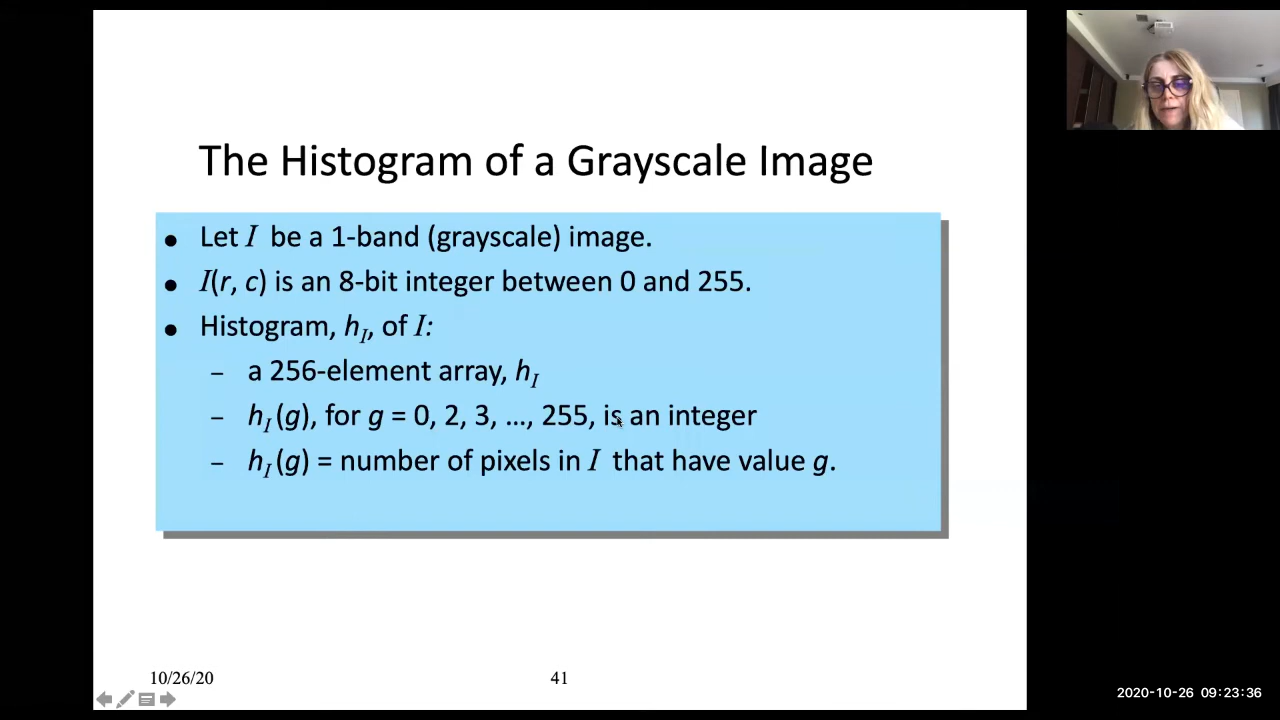 The Histogram of a Grayscale Image
● Let I be a 1-band (grayscale) image.
● I(r, c) is an 8-bit integer between 0 and 255.
● Histogram, hI, of I:
– a 256-element array, hI
– hI (g), for g = 0, 2, 3, ..., 255, is an integer
– hI (g) = number of pixels in I that have value g.
10/26/20
41
2020-10-26 09:23:36